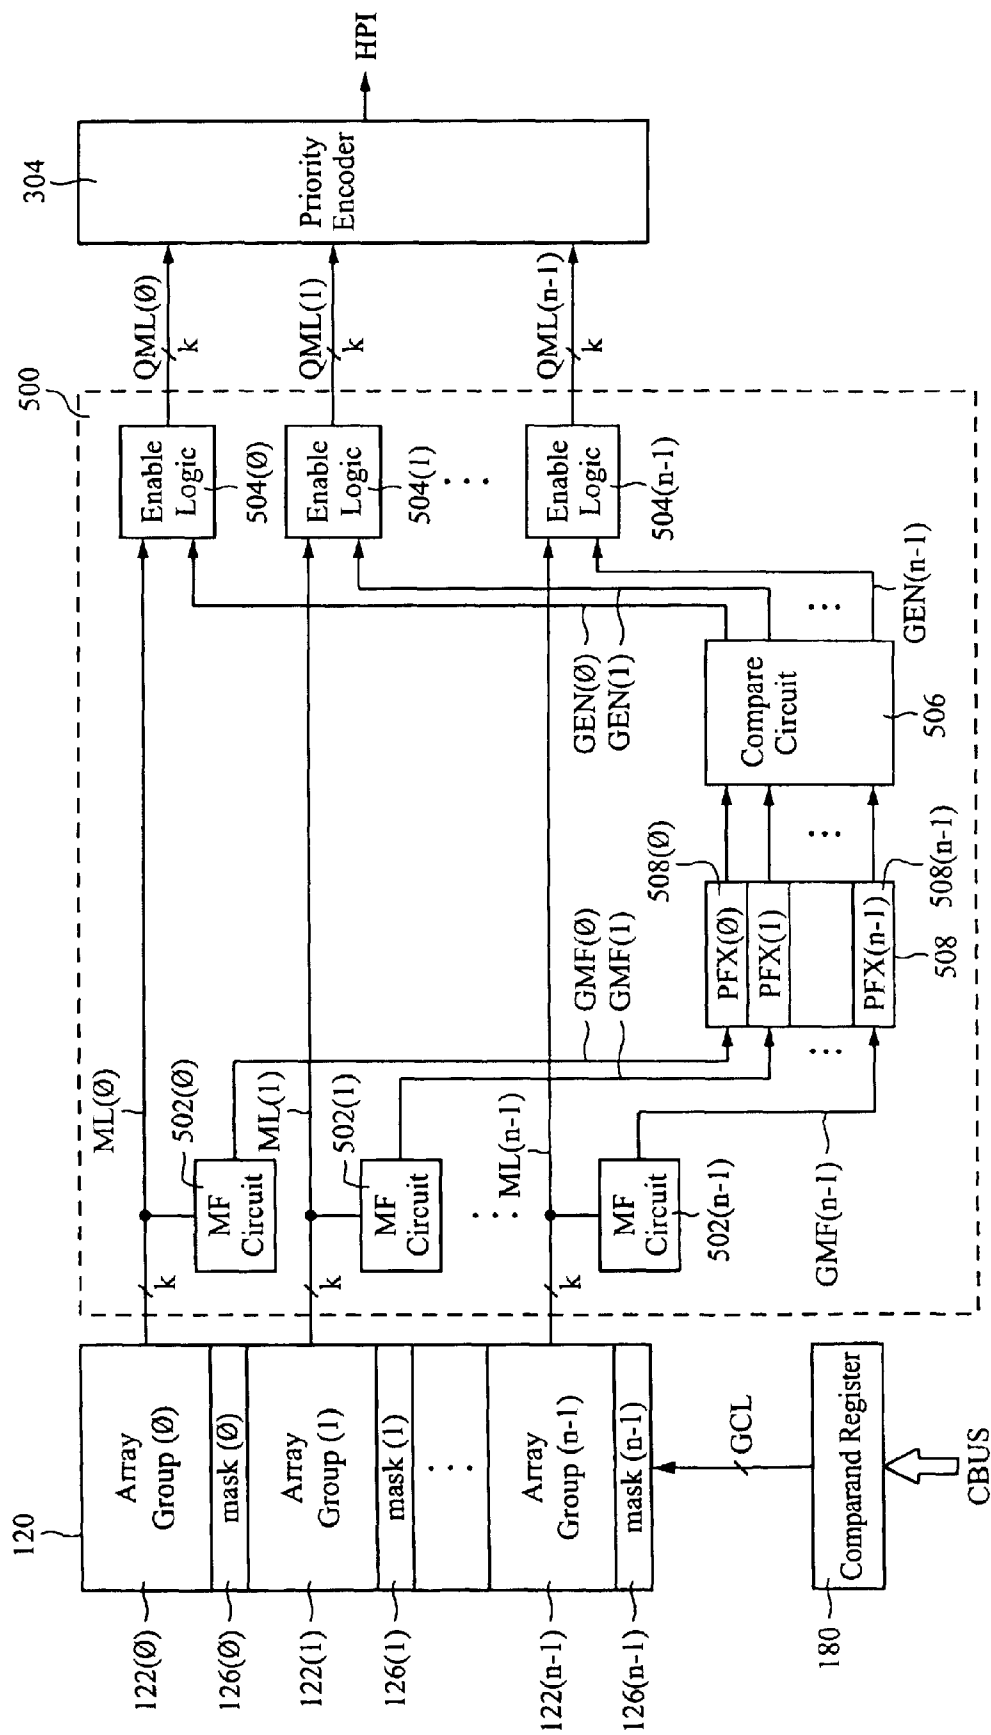 120
122(Ø)
126(Ø)
122(1)
126(1)
122(n-1)
126(n-1)
180
Array
Group (Ø)
mask (Ø)
Array
Group (1)
mask (1)
Array
Group (n-1)
mask (n-1)
GCL
Comparand Register
CBUS
500
k
k
k
ML(Ø)
502(Ø)
MF
Circuit
ML(1)
502(1)
MF
Circuit
ML(n-1)
MF
Circuit
502(n-1)
GMF(Ø)
GMF(1)
GMF(n-1)
508(Ø)
PFX(Ø)
PFX(1)
PFX(n-1)
508(n-1)
508
Compare
Circuit
506
GEN(Ø)
GEN(1)
GEN(n-1)
Enable
Logic
504(Ø)
Enable
Logic
504(1)
Enable
Logic
504(n-1)
QML(Ø)
k
QML(1)
k
QML(n-1)
k
304
Priority
Encoder
HPI